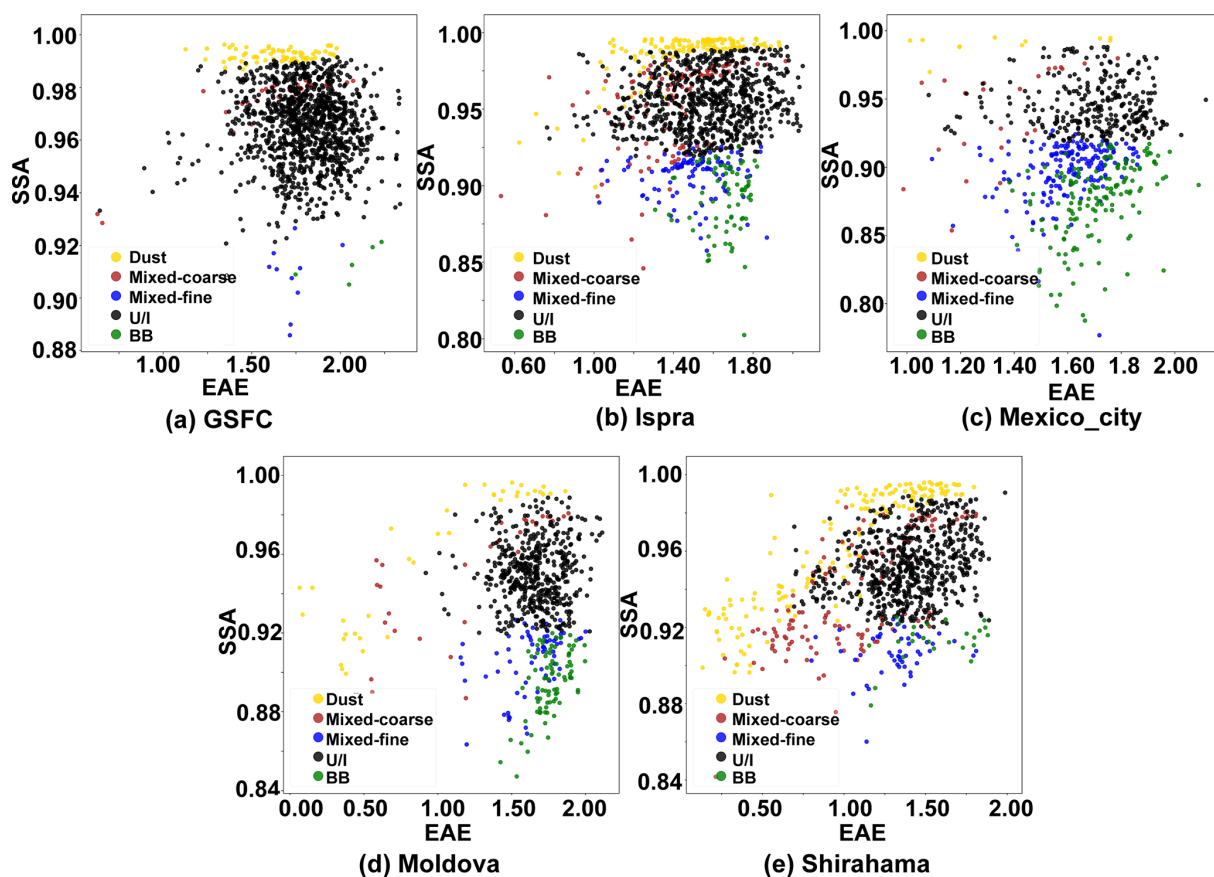 1.00
0.98
0.96
0.94
0.92
0.90
0.88
SSA
Dust
Mixed-coarse
Mixed-fine
U/I
BB
1.00 1.50 2.00
EAE
(a) GSFC
1.00
0.95
0.90
0.85
0.80
SSA
Dust
Mixed-coarse
Mixed-fine
U/I
BB
0.60 1.00 1.40 1.80
EAE
(b) Ispra
1.00
0.95
0.90
0.85
0.80
SSA
Dust
Mixed-coarse
Mixed-fine
U/I
BB
1.00 1.20 1.40 1.60 1.80 2.00
EAE
(c) Mexico_city
1.00
0.96
0.92
0.88
0.84
SSA
Dust
Mixed-coarse
Mixed-fine
U/I
BB
0.00 0.50 1.00 1.50 2.00
EAE
(d) Moldova
1.00
0.96
0.92
0.88
0.84
SSA
Dust
Mixed-coarse
Mixed-fine
U/I
BB
0.50 1.00 1.50 2.00
EAE
(e) Shirahama